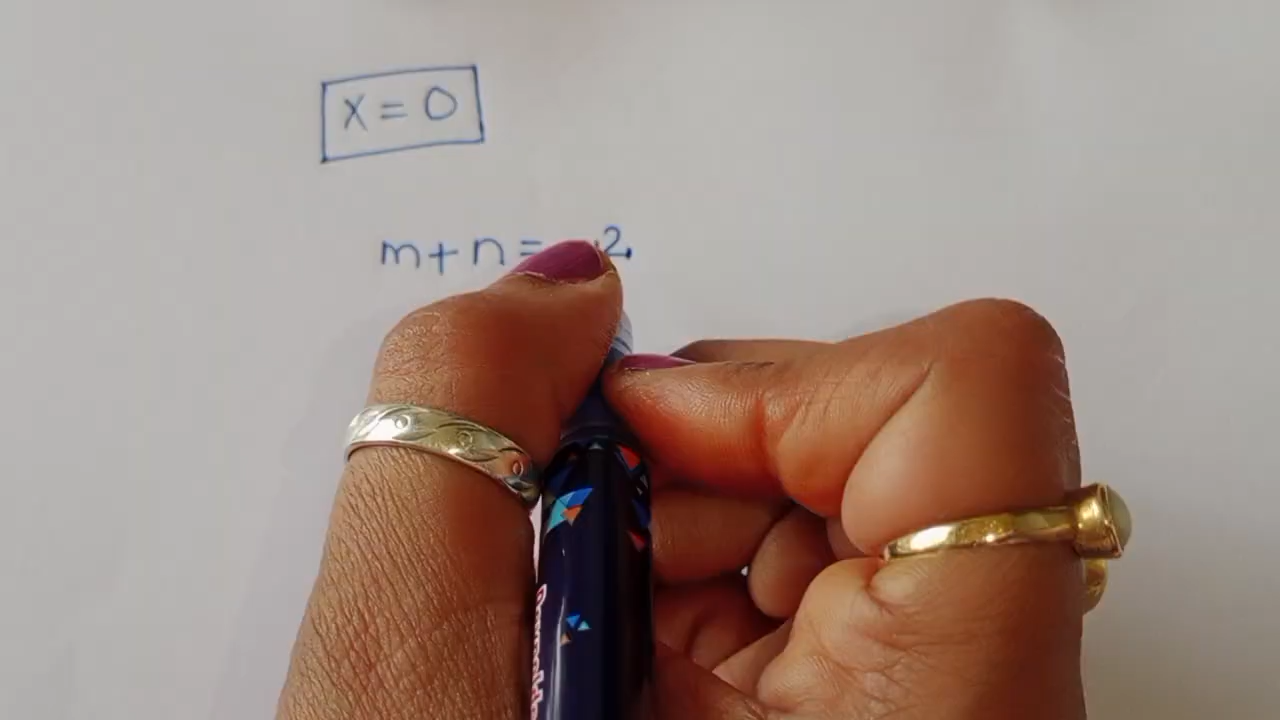 x = 0
m + n = 2